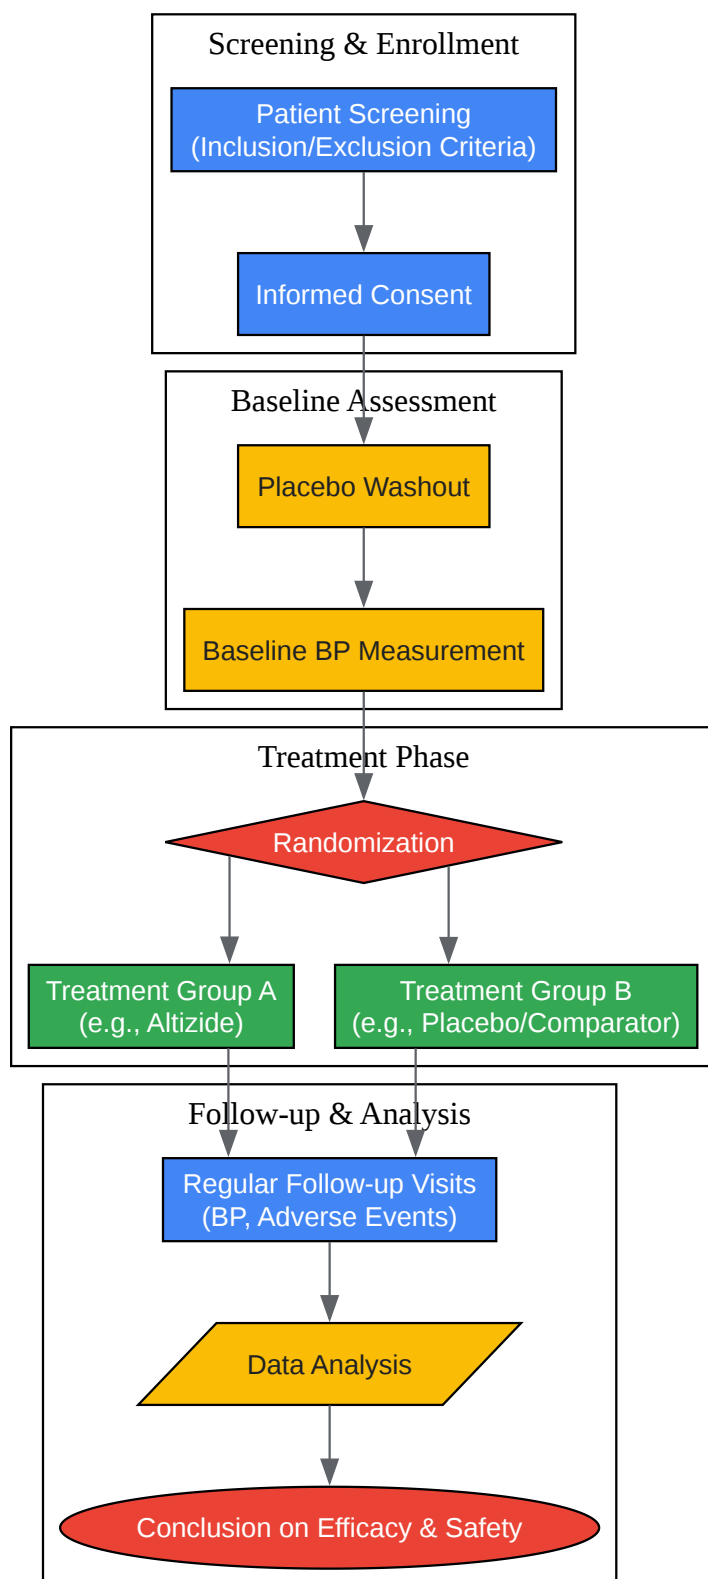 Screening & Enrollment
Patient Screening
(Inclusion/Exclusion Criteria)
Informed Consent
Baseline Assessment
Placebo Washout
Baseline BP Measurement
Treatment Phase
Randomization
Treatment Group A
(e.g., Altizide)
Treatment Group B
(e.g., Placebo/Comparator)
Follow-up & Analysis
Regular Follow-up Visits
(BP, Adverse Events)
Data Analysis
Conclusion on Efficacy & Safety